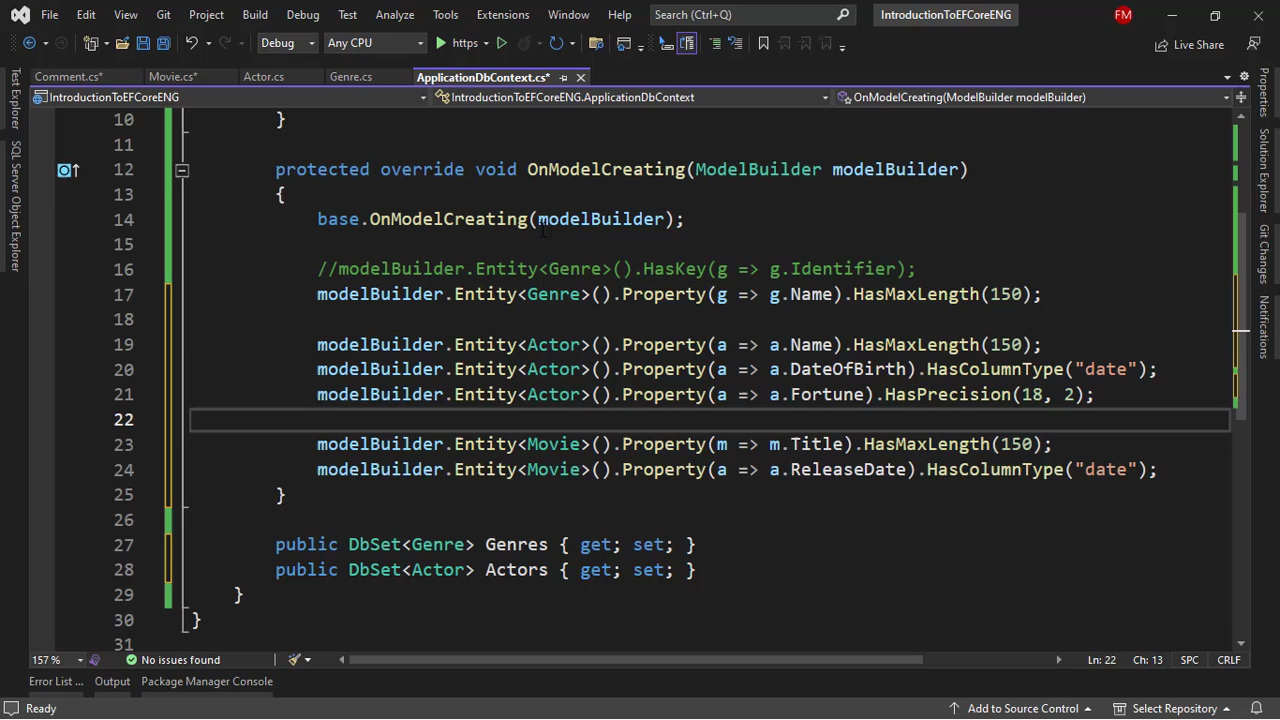 File Edit View Git Project Build Debug Test Analyze Tools Extensions Window Help Search (Ctrl+Q) IntroductionToEFCoreENG FM
Debug Any CPU https Live Share
Comment.cs* Movie.cs* Actor.cs Genre.cs ApplicationDbContext.cs*
IntroductionToEFCoreENG IntroductionToEFCoreENG.ApplicationDbContext OnModelCreating(ModelBuilder modelBuilder)
Test Explorer
SQL Server Object Explorer
10 }
11
12 protected override void OnModelCreating(ModelBuilder modelBuilder)
13 {
14 base.OnModelCreating(modelBuilder);
15
16 //modelBuilder.Entity<Genre>().HasKey(g => g.Identifier);
17 modelBuilder.Entity<Genre>().Property(g => g.Name).HasMaxLength(150);
18
19 modelBuilder.Entity<Actor>().Property(a => a.Name).HasMaxLength(150);
20 modelBuilder.Entity<Actor>().Property(a => a.DateOfBirth).HasColumnType("date");
21 modelBuilder.Entity<Actor>().Property(a => a.Fortune).HasPrecision(18, 2);
22
23 modelBuilder.Entity<Movie>().Property(m => m.Title).HasMaxLength(150);
24 modelBuilder.Entity<Movie>().Property(a => a.ReleaseDate).HasColumnType("date");
25 }
26
27 public DbSet<Genre> Genres { get; set; }
28 public DbSet<Actor> Actors { get; set; }
29 }
30 }
31
Properties
Solution Explorer
Git Changes
Notifications
157 % No issues found Ln: 22 Ch: 13 SPC CRLF
Error List ... Output Package Manager Console
Ready Add to Source Control Select Repository